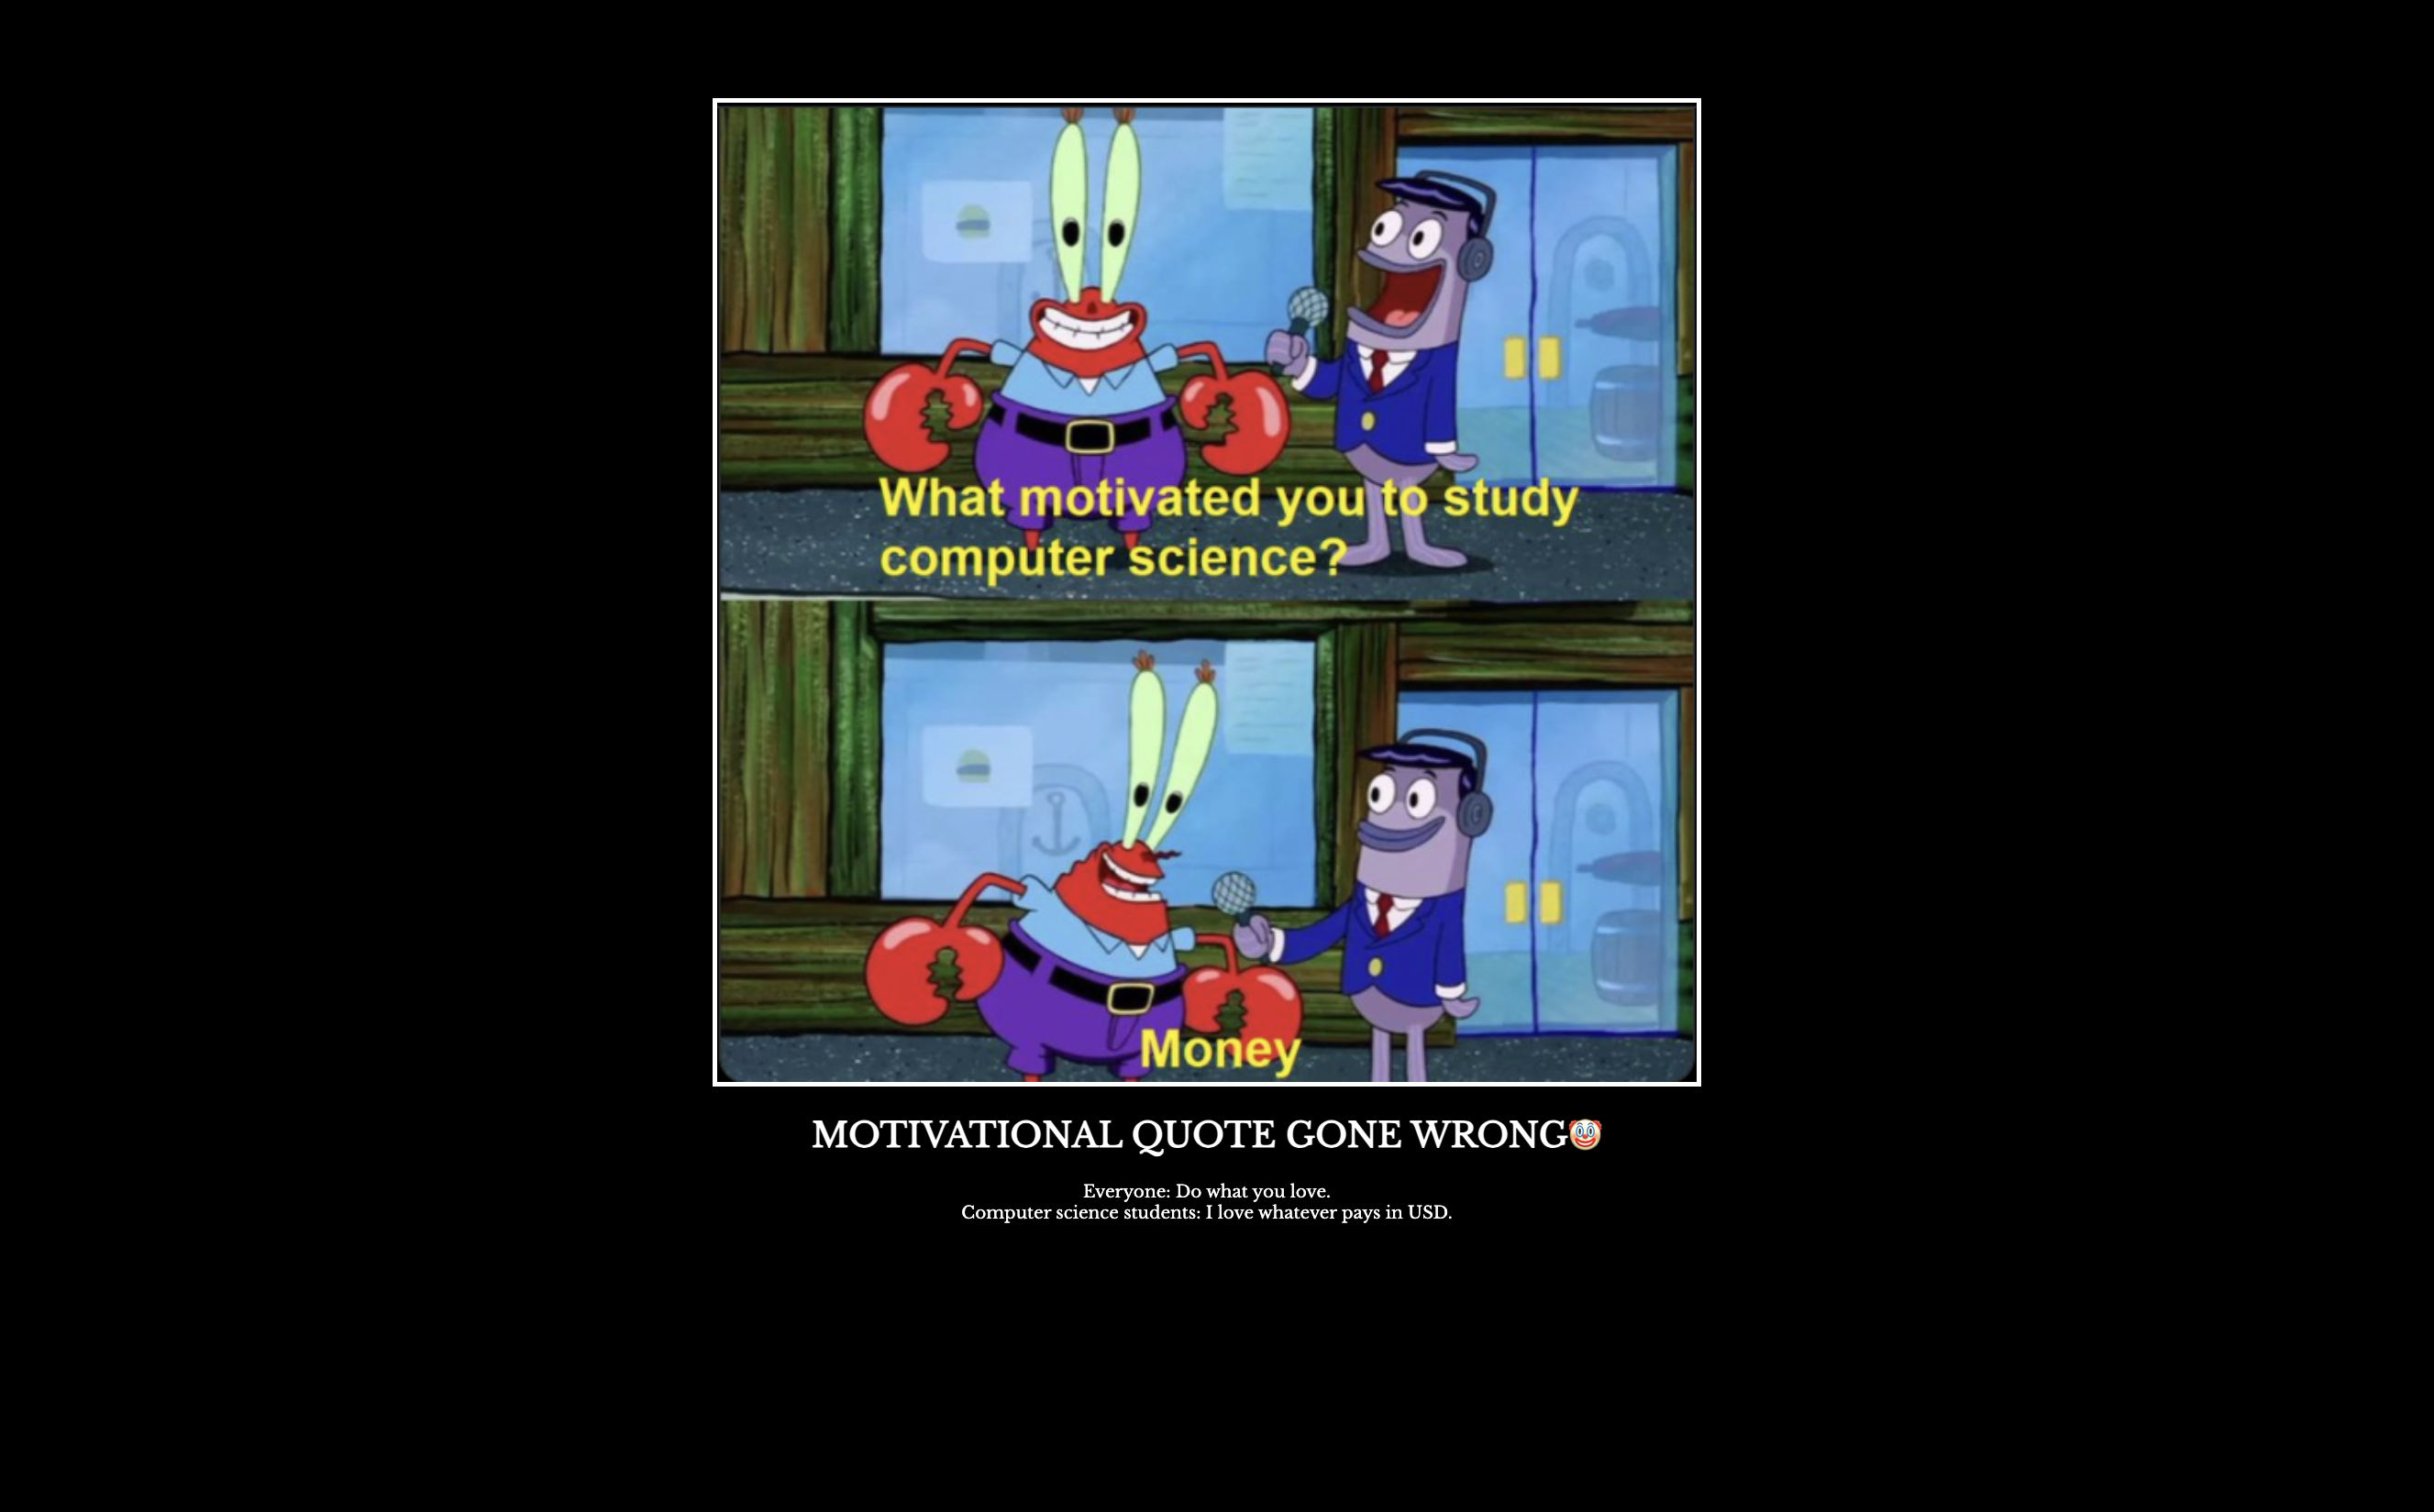 What motivated you to study
computer science?
Money
MOTIVATIONAL QUOTE GONE WRONG🤡
Everyone: Do what you love.
Computer science students: I love whatever pays in USD.